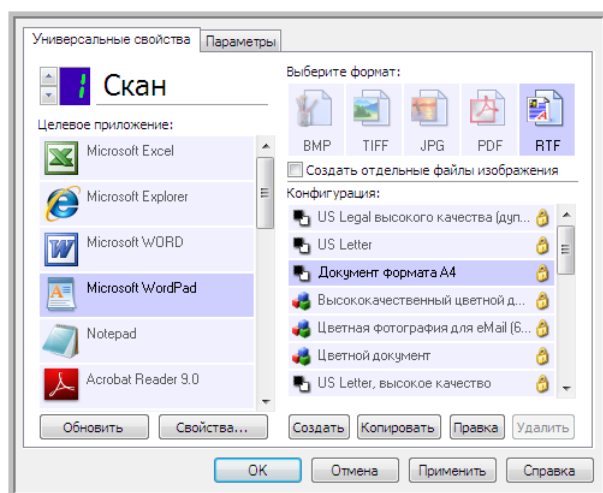 Универсальные свойства
Параметры
1
Скан
Целевое приложение:
Microsoft Excel
Microsoft Explorer
Microsoft WORD
Microsoft WordPad
Notepad
Acrobat Reader 9.0
Обновить
Свойства...
Выберите формат:
BMP
TIFF
JPG
PDF
RTF
Создать отдельные файлы изображения
Конфигурация:
US Legal высокого качества (дуп...
US Letter
Документ формата A4
Высококачественный цветной д...
Цветная фотография для eMail (6...
Цветной документ
US Letter, высокое качество
Создать
Копировать
Правка
Удалить
OK
Отмена
Применить
Справка